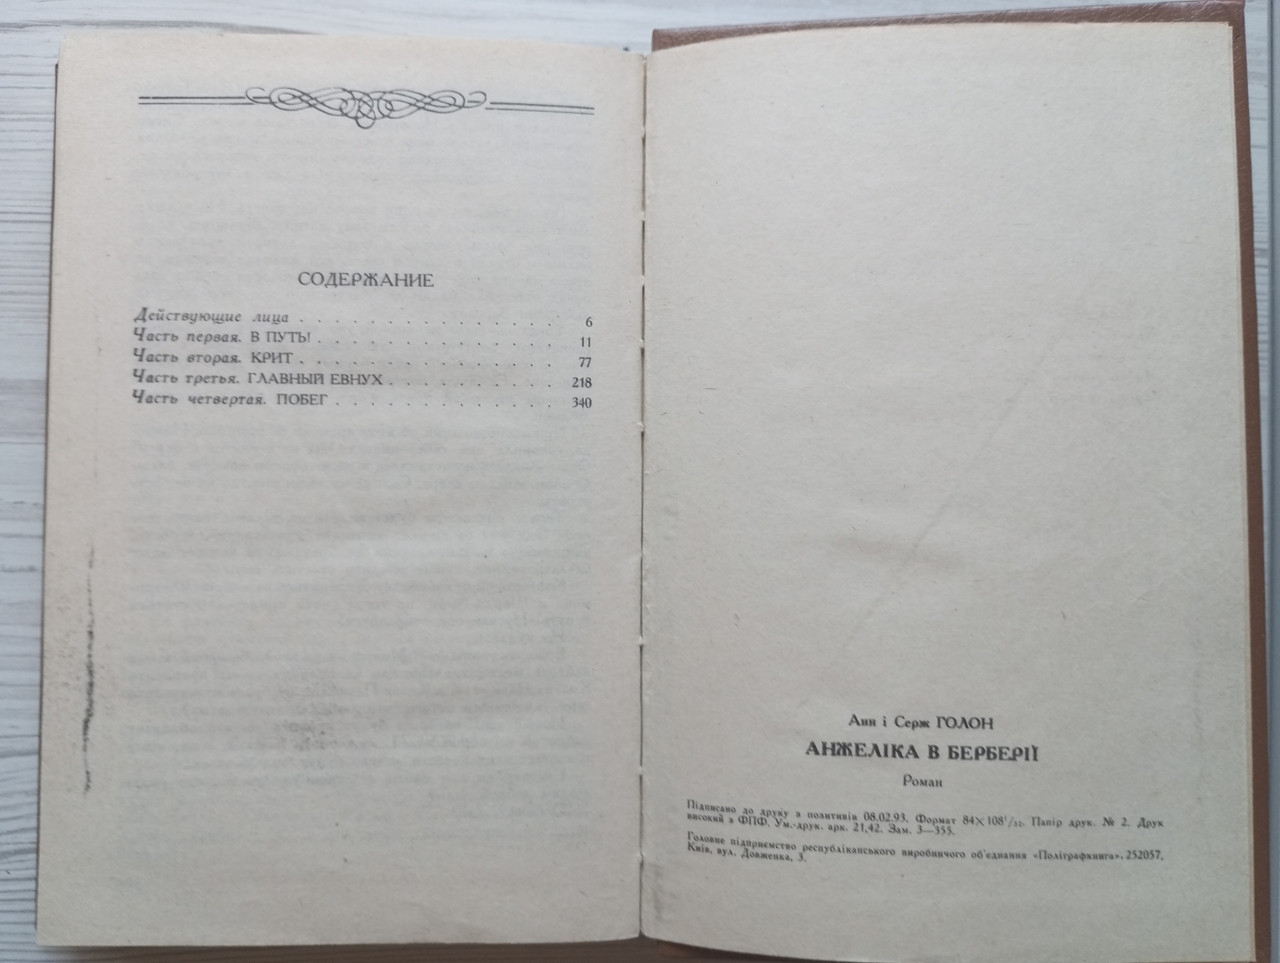 СОДЕРЖАНИЕ
Действующие лица . . . . . . . . . . . . . . . 6
Часть первая. В ПУТЬ! . . . . . . . . . . . . . . 11
Часть вторая. КРИТ . . . . . . . . . . . . . . . 77
Часть третья. ГЛАВНЫЙ ЕВНУХ . . . . . . . . . . 218
Часть четвертая. ПОБЕГ . . . . . . . . . . . . . 340
Анн і Серж ГОЛОН
АНЖЕЛІКА В БЕРБЕРІЇ
Роман
Підписано до друку з позитивів 08.02.93. Формат 84×108¹/₃₂. Папір друк. № 2. Друк
високий з ФПФ. Ум.-друк. арк. 21,42. Зам. 3—355.
Головне підприємство республіканського виробничого об'єднання «Поліграфкнига». 252057,
Київ, вул. Довженка, 3.